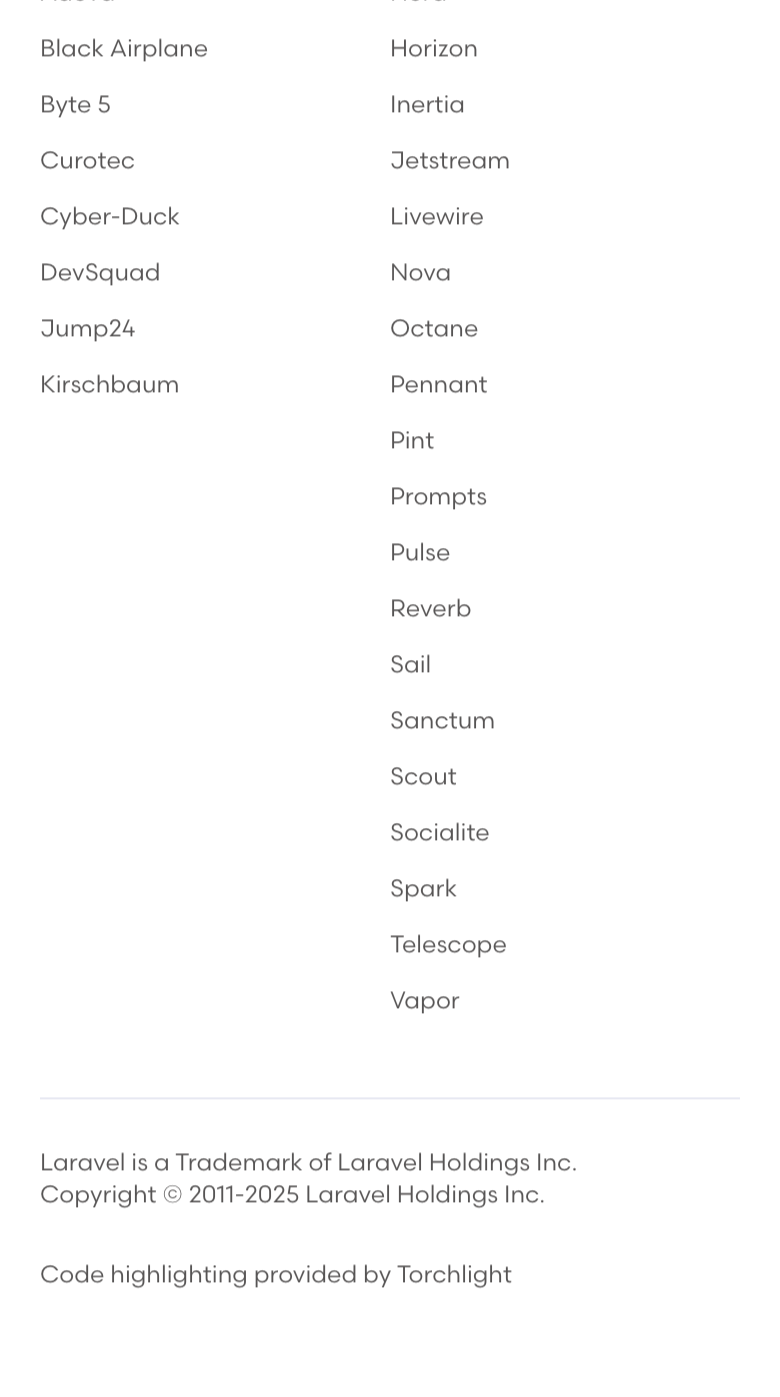 Black Airplane
Byte 5
Curotec
Cyber-Duck
DevSquad
Jump24
Kirschbaum
Horizon
Inertia
Jetstream
Livewire
Nova
Octane
Pennant
Pint
Prompts
Pulse
Reverb
Sail
Sanctum
Scout
Socialite
Spark
Telescope
Vapor
Laravel is a Trademark of Laravel Holdings Inc.
Copyright © 2011-2025 Laravel Holdings Inc.
Code highlighting provided by Torchlight